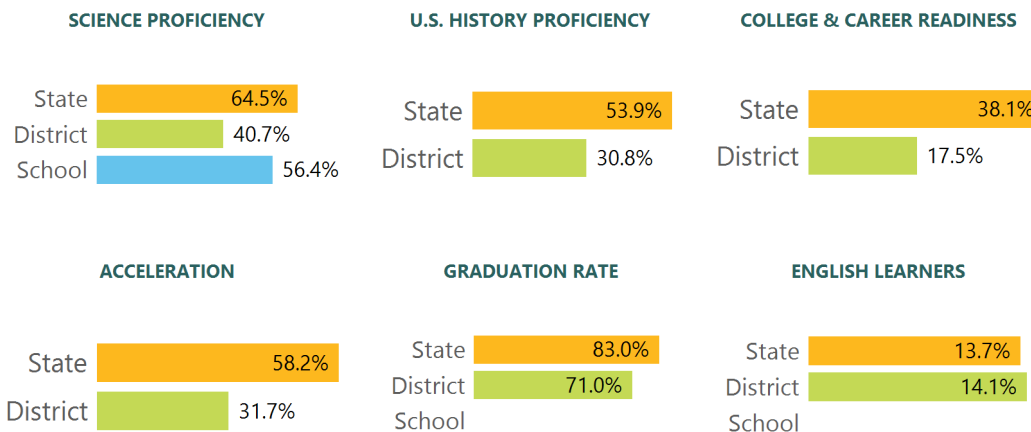 SCIENCE PROFICIENCY
State 64.5%
District 40.7%
School 56.4%
U.S. HISTORY PROFICIENCY
State 53.9%
District 30.8%
COLLEGE & CAREER READINESS
State 38.1%
District 17.5%
ACCELERATION
State 58.2%
District 31.7%
GRADUATION RATE
State 83.0%
District 71.0%
School
ENGLISH LEARNERS
State 13.7%
District 14.1%
School